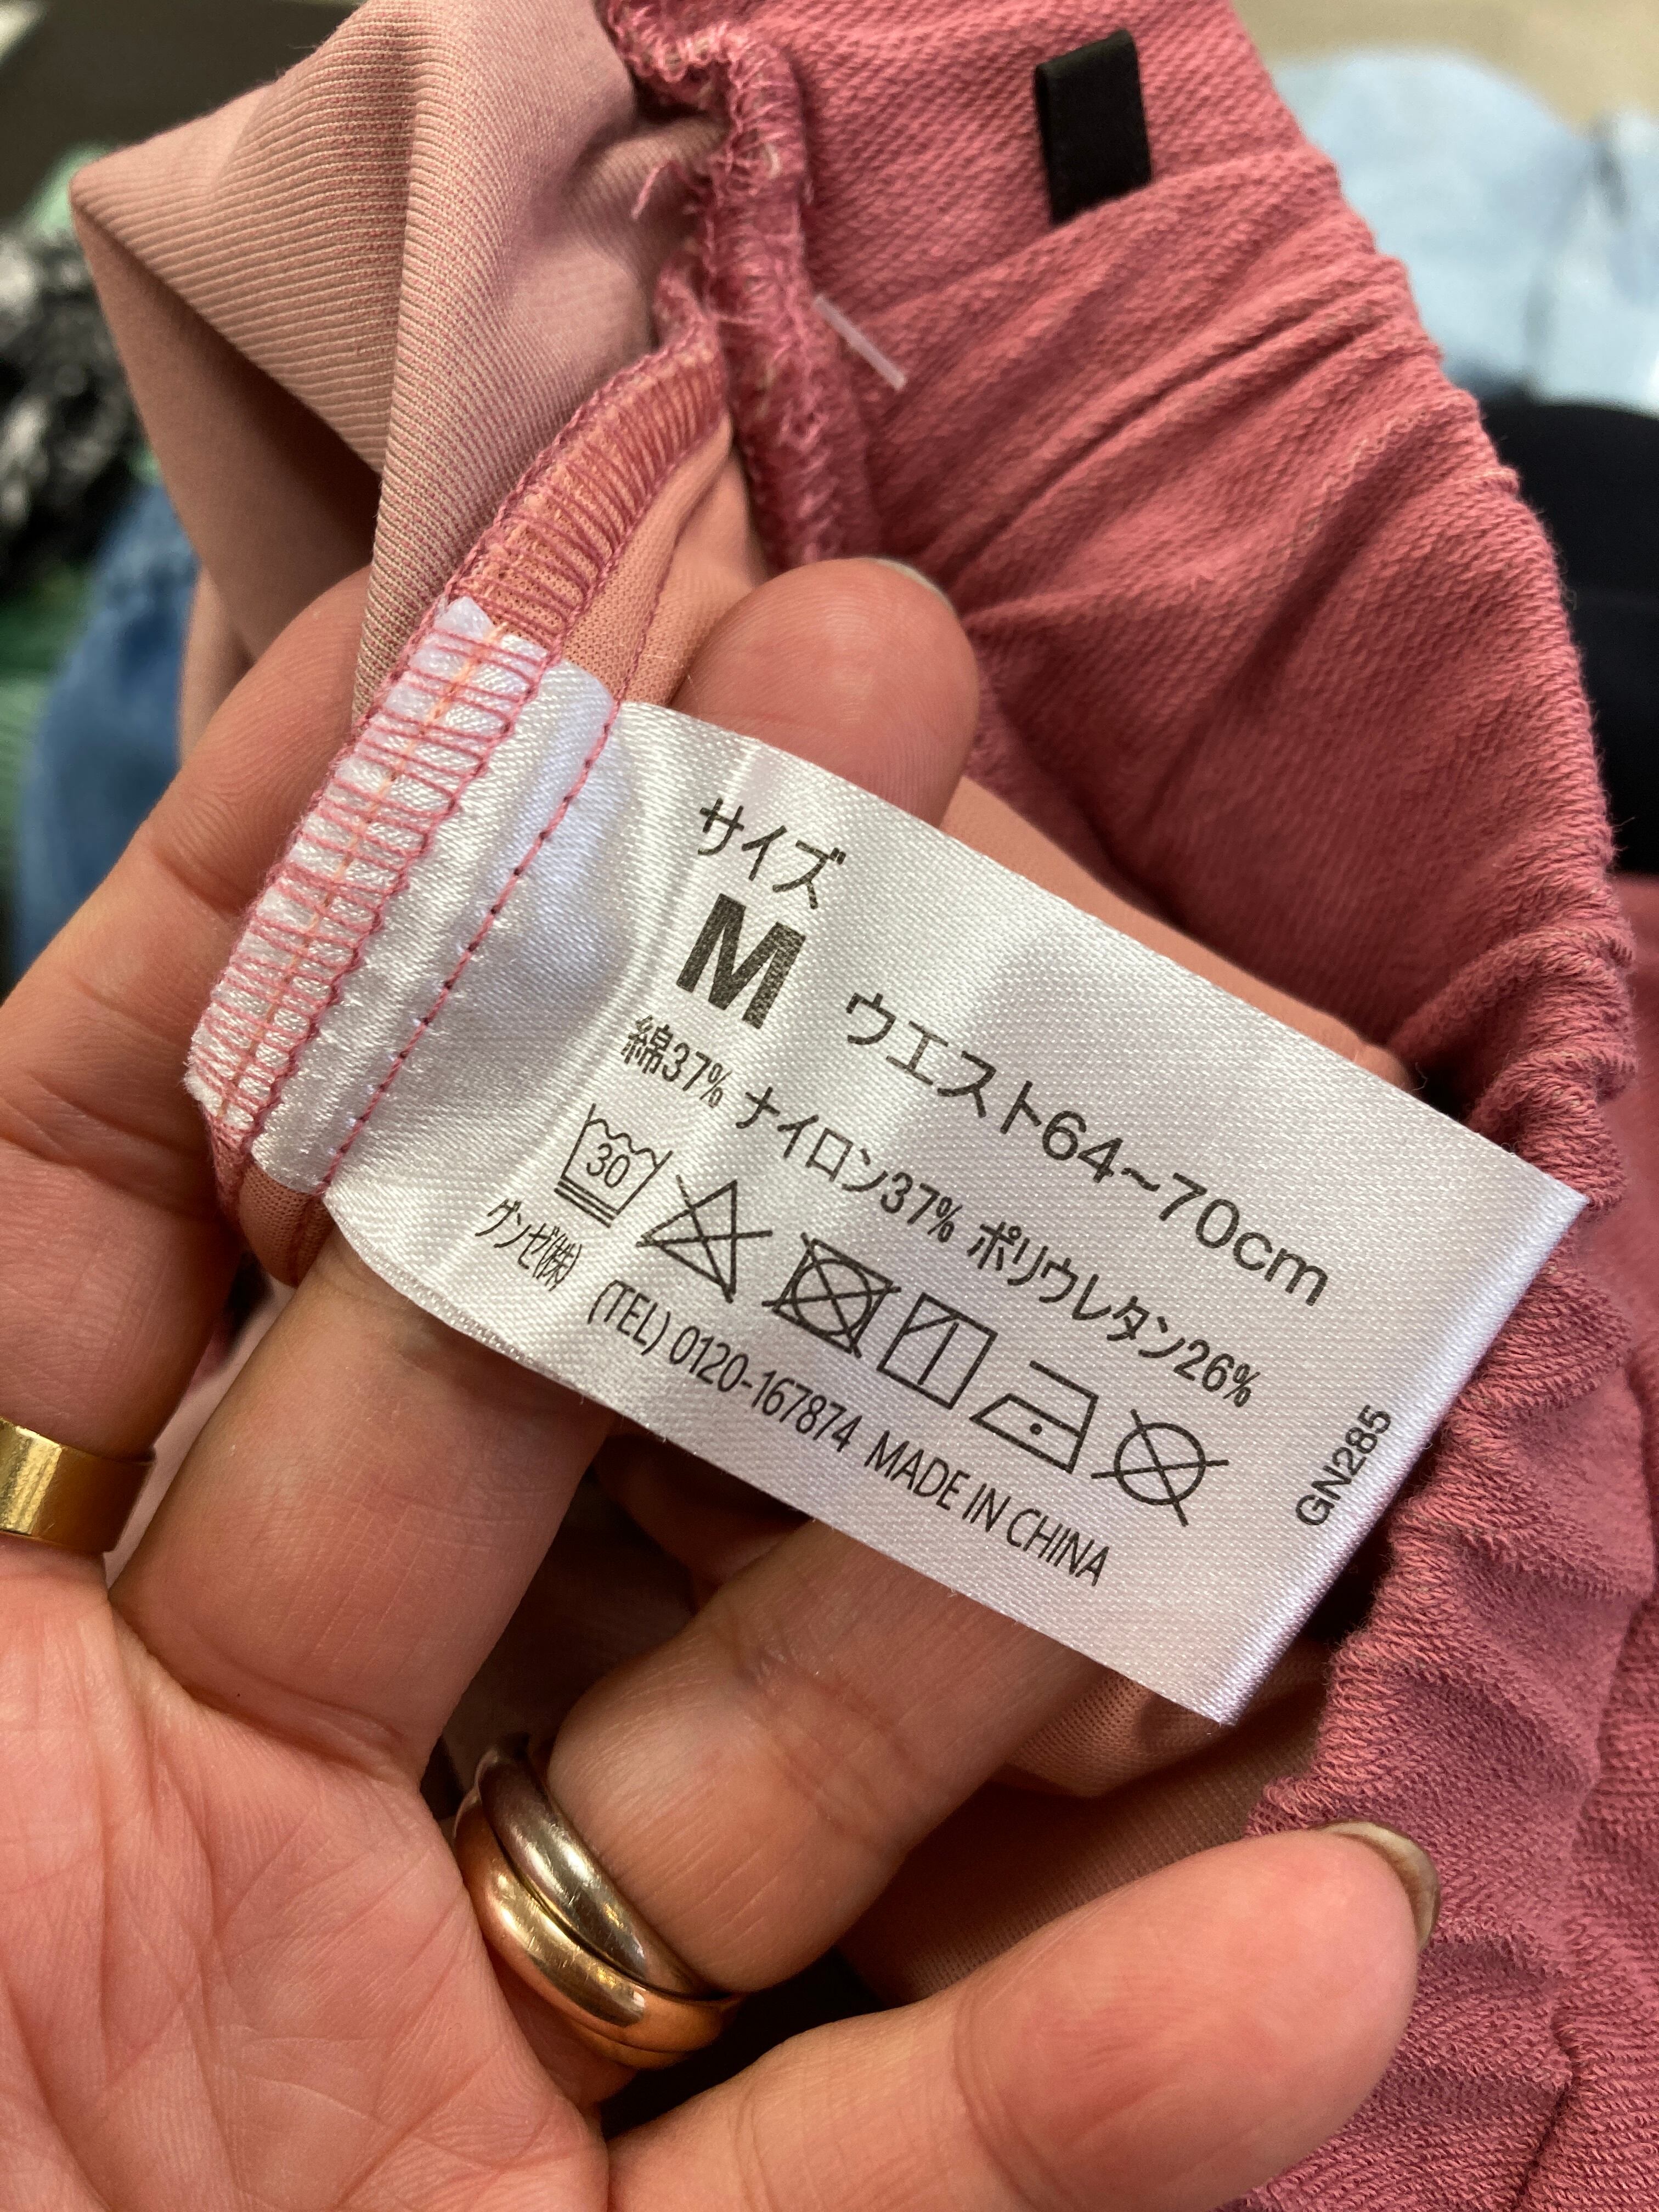 サイズ
M ウエスト64~70cm
綿37% ナイロン37% ポリウレタン26%
30
グンゼ(株) (TEL) 0120-167874 MADE IN CHINA
GN285